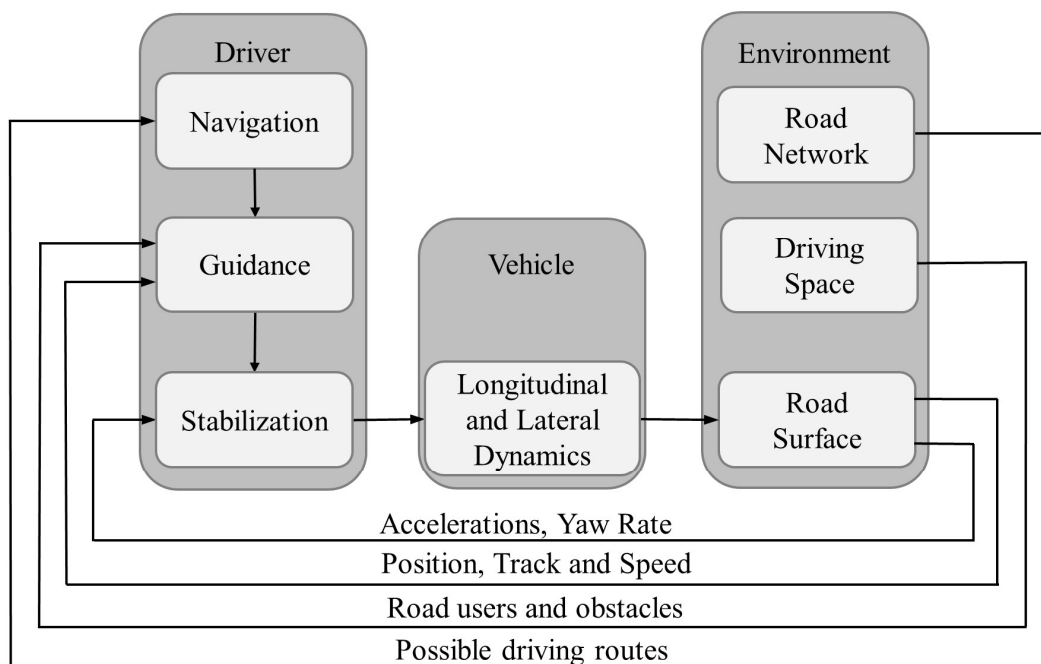 Driver
Navigation
Guidance
Stabilization
Vehicle
Longitudinal
and Lateral
Dynamics
Environment
Road
Network
Driving
Space
Road
Surface
Accelerations, Yaw Rate
Position, Track and Speed
Road users and obstacles
Possible driving routes